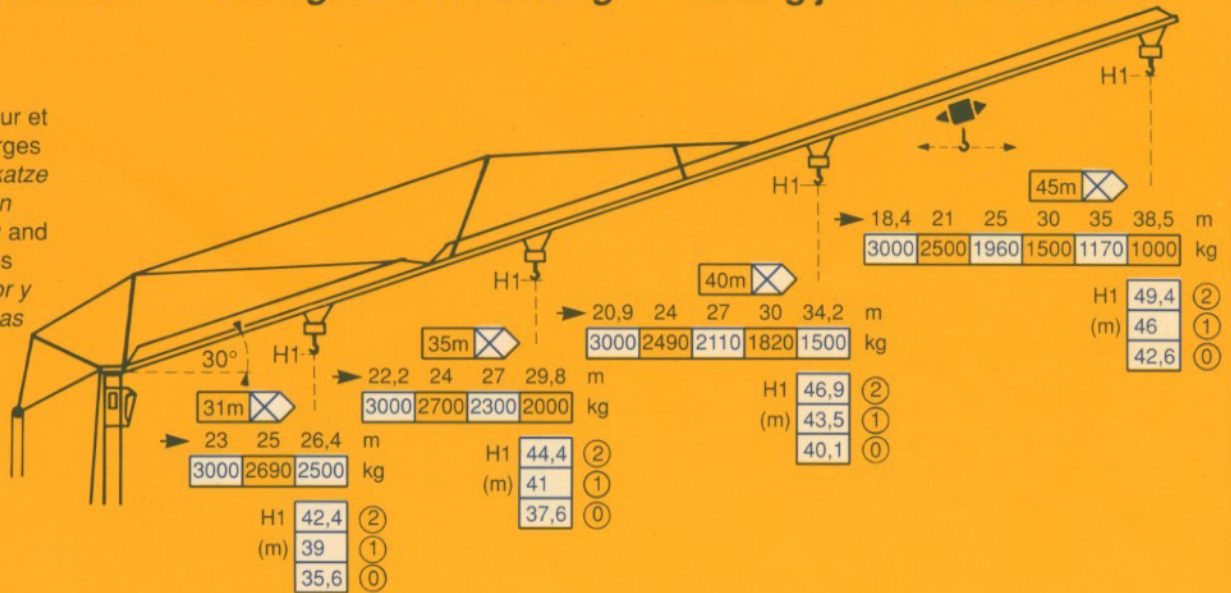 ur et
rges
katze
n
and
s
or y
as
30°
H1
H1
H1
H1
45m
18,4 21 25 30 35 38,5 m
3000 2500 1960 1500 1170 1000 kg
H1 49,4 2
(m) 46 1
42,6 0
40m
20,9 24 27 30 34,2 m
3000 2490 2110 1820 1500 kg
H1 46,9 2
(m) 43,5 1
40,1 0
35m
22,2 24 27 29,8 m
3000 2700 2300 2000 kg
H1 44,4 2
(m) 41 1
37,6 0
31m
23 25 26,4 m
3000 2690 2500 kg
H1 42,4 2
(m) 39 1
35,6 0